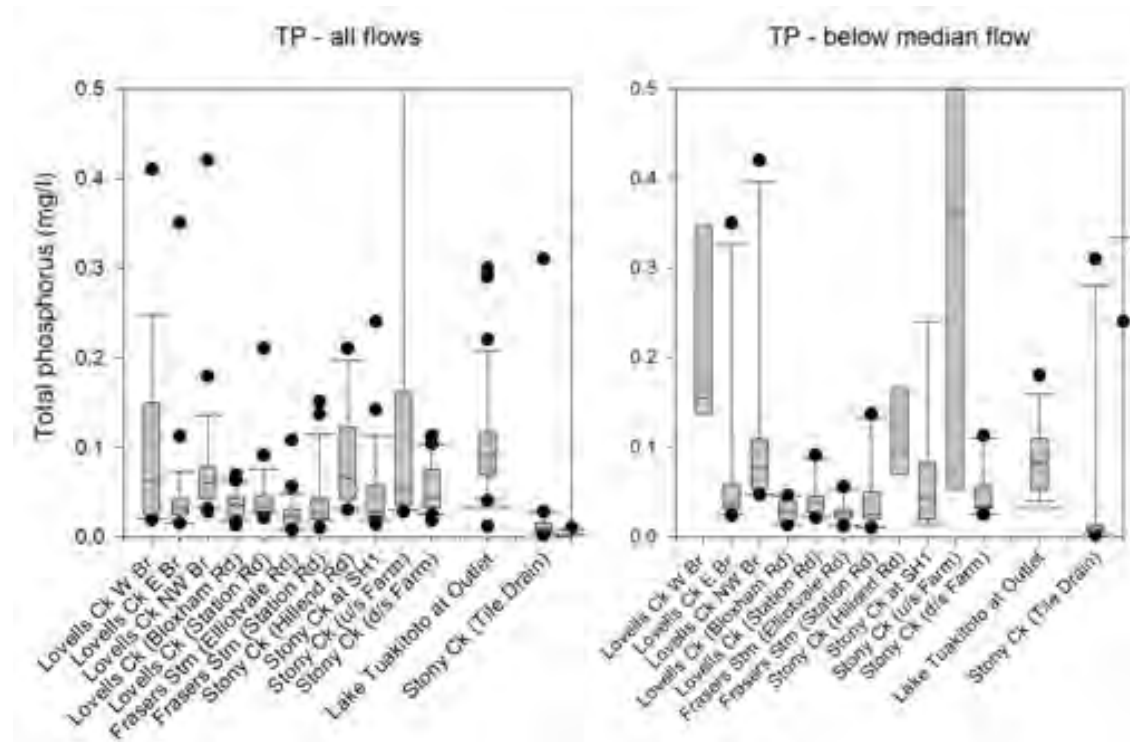 TP - all flows
TP - below median flow
Total phosphorus (mg/l)
0.5
0.4
0.3
0.2
0.1
0.0
Lovells Ck W Br
Lovells Ck E Br
Lovells Ck NW Br
Lovells Ck (Bloxham Rd)
Lovells Ck (Station Rd)
Frasers Stm (Elliotvale Rd)
Frasers Stm (Station Rd)
Stony Ck (Hillend Rd)
Stony Ck at SH1
Stony Ck (u/s Farm)
Stony Ck (d/s Farm)
Lake Tuakitoto at Outlet
Stony Ck (Tile Drain)
0.5
0.4
0.3
0.2
0.1
0.0
Lovells Ck W Br
Lovells Ck E Br
Lovells Ck NW Br
Lovells Ck (Bloxham Rd)
Lovells Ck (Station Rd)
Frasers Stm (Elliotvale Rd)
Frasers Stm (Station Rd)
Stony Ck (Hillend Rd)
Stony Ck at SH1
Stony Ck (u/s Farm)
Stony Ck (d/s Farm)
Lake Tuakitoto at Outlet
Stony Ck (Tile Drain)